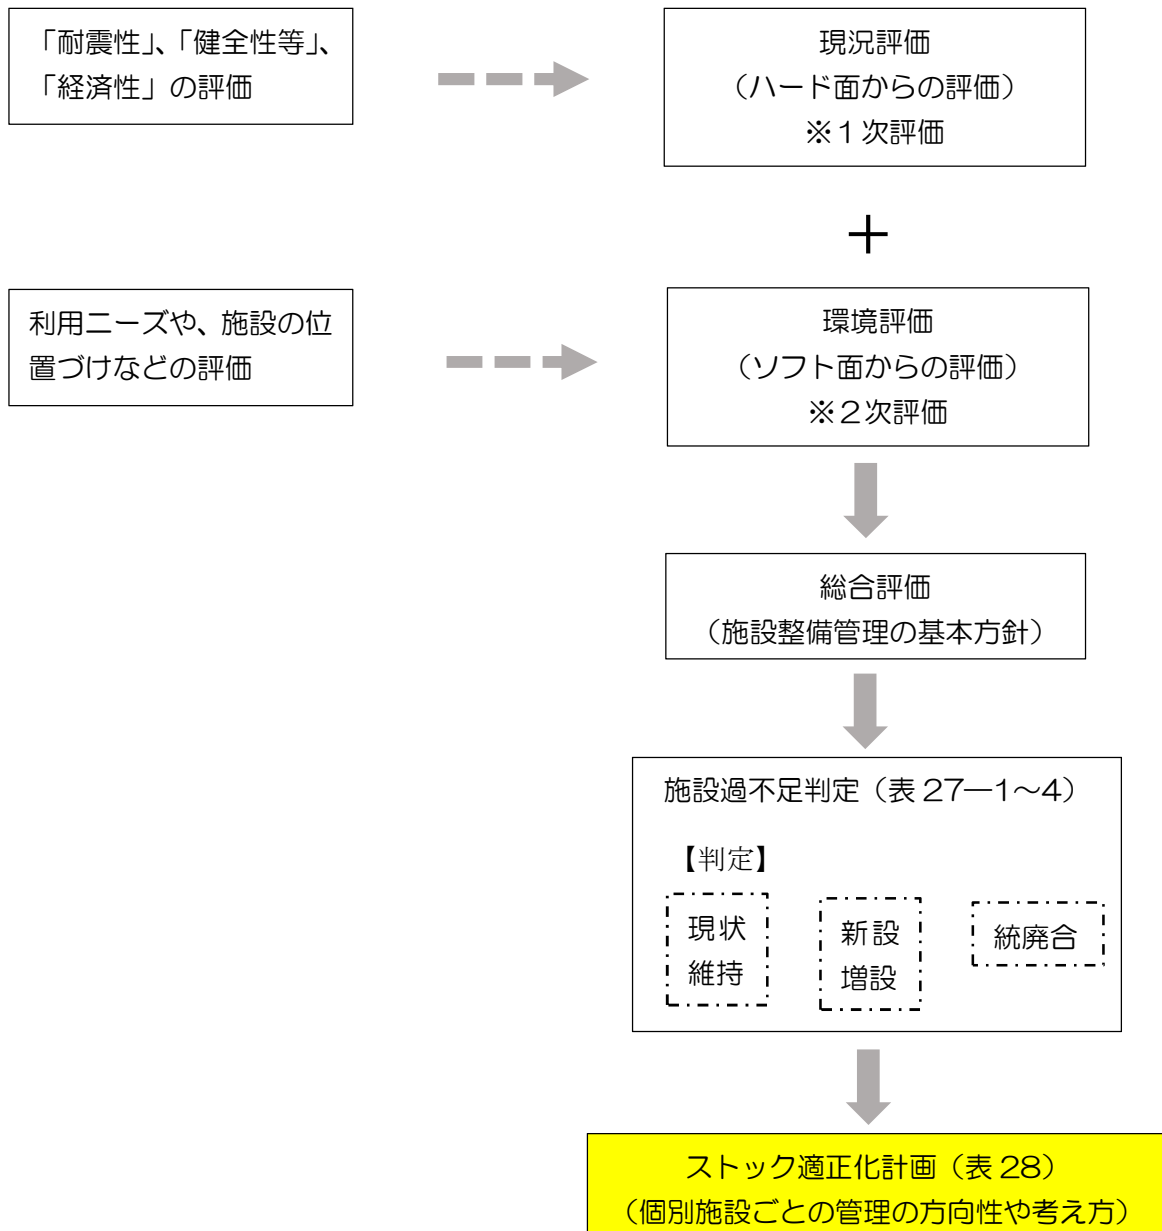 「耐震性」、「健全性等」、
「経済性」の評価
現況評価
（ハード面からの評価）
※１次評価
＋
利用ニーズや、施設の位
置づけなどの評価
環境評価
（ソフト面からの評価）
※２次評価
総合評価
（施設整備管理の基本方針）
施設過不足判定（表 27―1～4）
【判定】
現状
維持
新設
増設
統廃合
ストック適正化計画（表 28）
（個別施設ごとの管理の方向性や考え方）